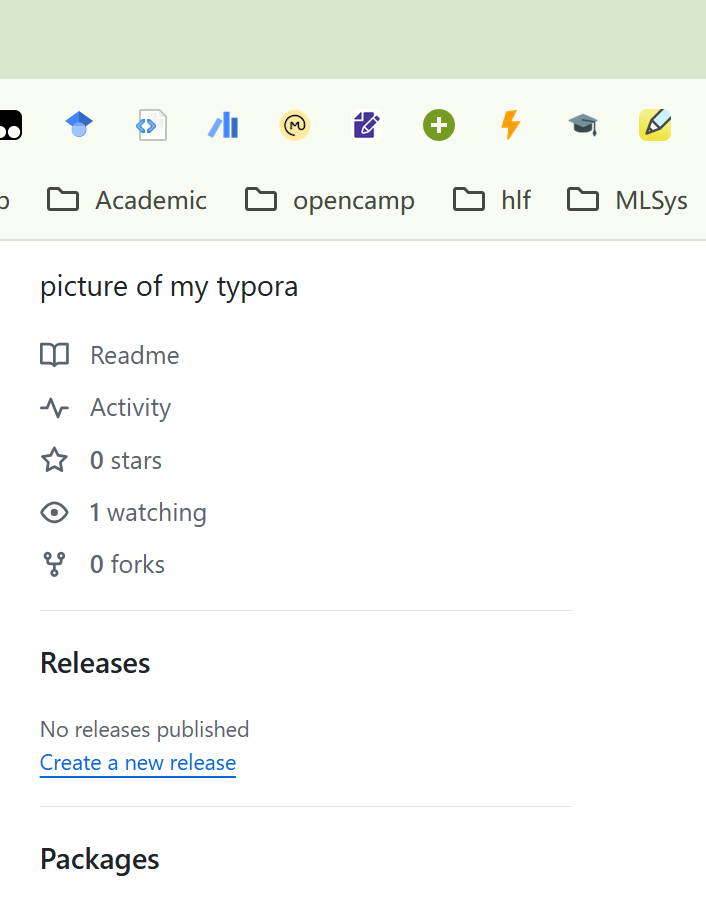 Academic opencamp hlf MLSys
picture of my typora
Readme
Activity
0 stars
1 watching
0 forks
Releases
No releases published
Create a new release
Packages